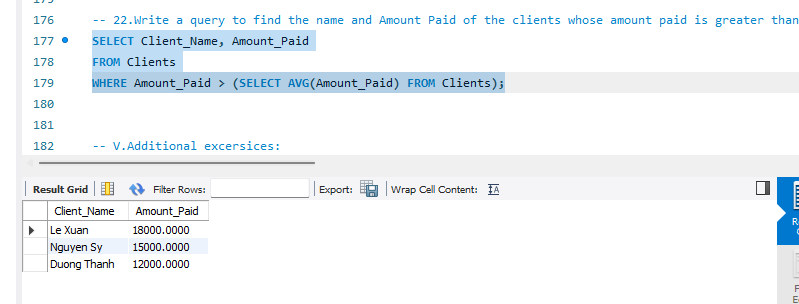 176 -- 22.Write a query to find the name and Amount Paid of the clients whose amount paid is greater than
177 SELECT Client_Name, Amount_Paid
178 FROM Clients
179 WHERE Amount_Paid > (SELECT AVG(Amount_Paid) FROM Clients);
180
181
182 -- V.Additional excersices:
Result Grid Filter Rows: Export: Wrap Cell Content:
Client_Name Amount_Paid
Le Xuan 18000.0000
Nguyen Sy 15000.0000
Duong Thanh 12000.0000